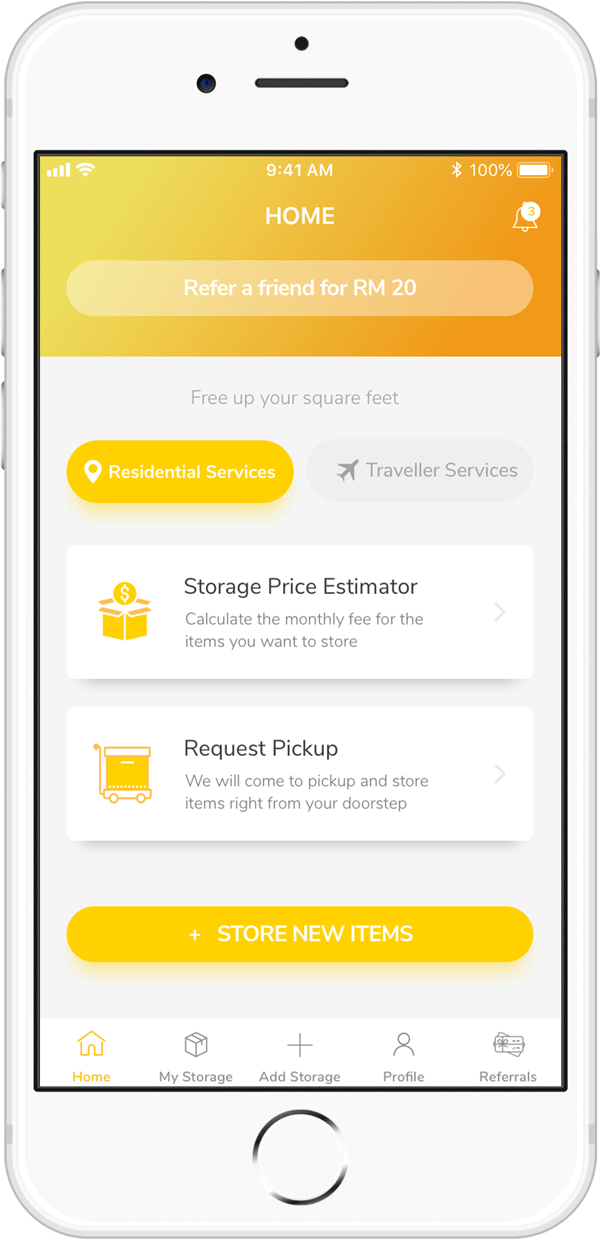 9:41 AM
100%
HOME
3
Refer a friend for RM 20
Free up your square feet
Residential Services
Traveller Services
$
Storage Price Estimator
Calculate the monthly fee for the
items you want to store
Request Pickup
We will come to pickup and store
items right from your doorstep
+ STORE NEW ITEMS
Home
My Storage
Add Storage
Profile
Referrals